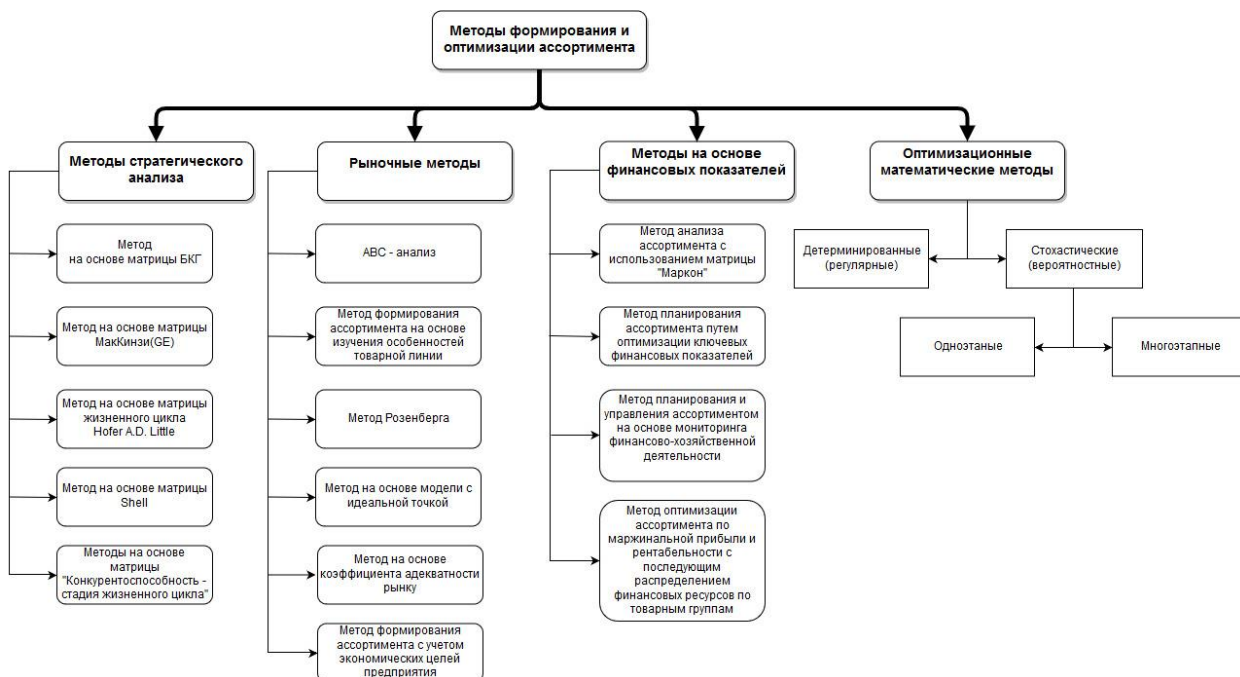 Методы формирования и
оптимизации ассортимента
Методы стратегического
анализа
Метод
на основе матрицы БКГ
Метод на основе матрицы
МакКинзи(GE)
Метод на основе матрицы
жизненного цикла
Hofer A.D. Little
Метод на основе матрицы
Shell
Методы на основе
матрицы
"Конкурентоспособность -
стадия жизненного цикла"
Рыночные методы
ABC - анализ
Метод формирования
ассортимента на основе
изучения особенностей
товарной линии
Метод Розенберга
Метод на основе модели с
идеальной точкой
Метод на основе
коэффициента адекватности
рынку
Метод формирования
ассортимента с учетом
экономических целей
предприятия
Методы на основе
финансовых показателей
Метод анализа
ассортимента с
использованием матрицы
"Маркон"
Метод планирования
ассортимента путем
оптимизации ключевых
финансовых показателей
Метод планирования и
управления ассортиментом
на основе мониторинга
финансово-хозяйственной
деятельности
Метод оптимизации
ассортимента по
маржинальной прибыли и
рентабельности с
последующим
распределением
финансовых ресурсов по
товарным группам
Оптимизационные
математические методы
Детерминированные
(регулярные)
Стохастические
(вероятностные)
Одноэтаные
Многоэтапные